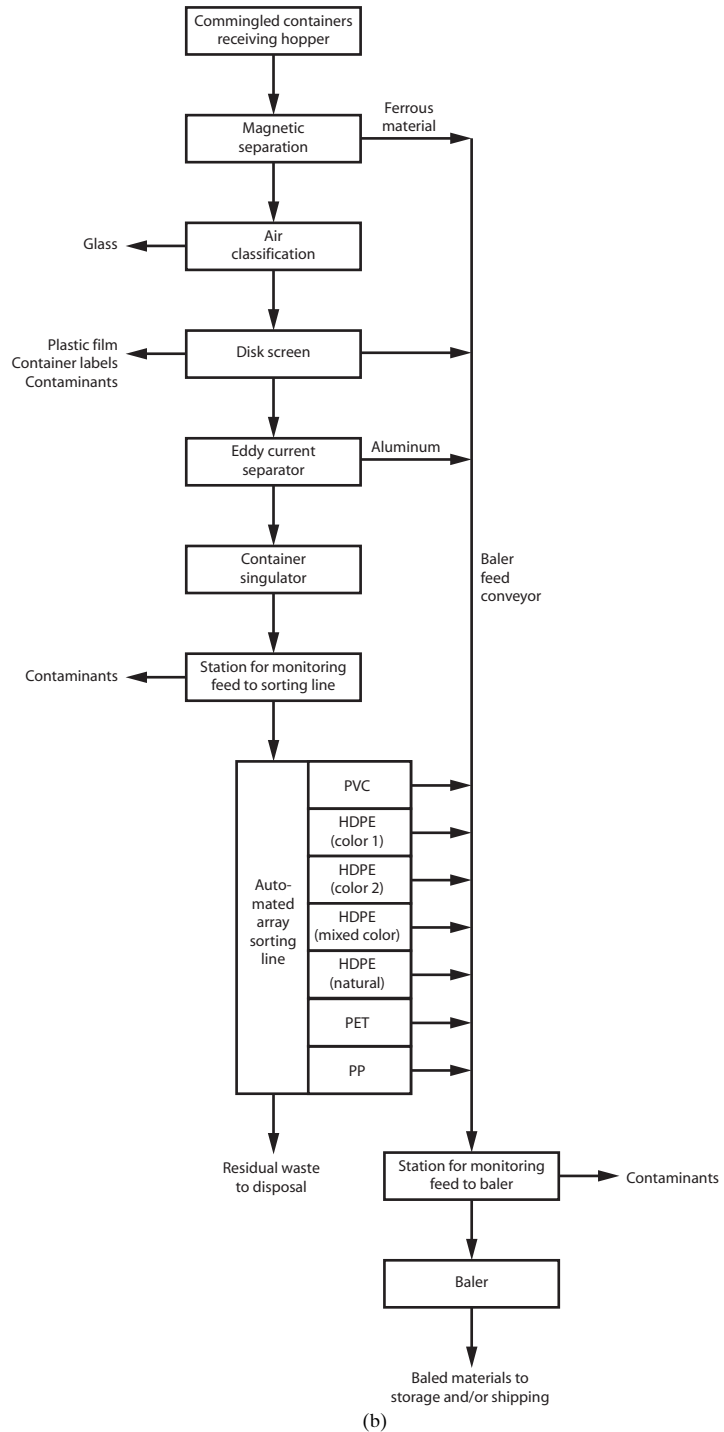 Commingled containers
receiving hopper
Ferrous
material
Magnetic
separation
Glass
Air
classification
Plastic film
Container labels
Contaminants
Disk screen
Eddy current
separator
Aluminum
Container
singulator
Baler
feed
conveyor
Contaminants
Station for monitoring
feed to sorting line
Auto-
mated
array
sorting
line
PVC
HDPE
(color 1)
HDPE
(color 2)
HDPE
(mixed color)
HDPE
(natural)
PET
PP
Residual waste
to disposal
Station for monitoring
feed to baler
Contaminants
Baler
Baled materials to
storage and/or shipping
(b)